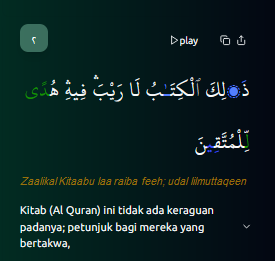 ٢
play
ذَٰلِكَ ٱلْكِتَـٰبُ لَا رَيْبَ ۛ فِيهِ ۛ هُدًى
لِّلْمُتَّقِينَ
Zaalikal Kitaabu laa raiba feeh; udal lilmuttaqeen
Kitab (Al Quran) ini tidak ada keraguan
padanya; petunjuk bagi mereka yang
bertakwa,